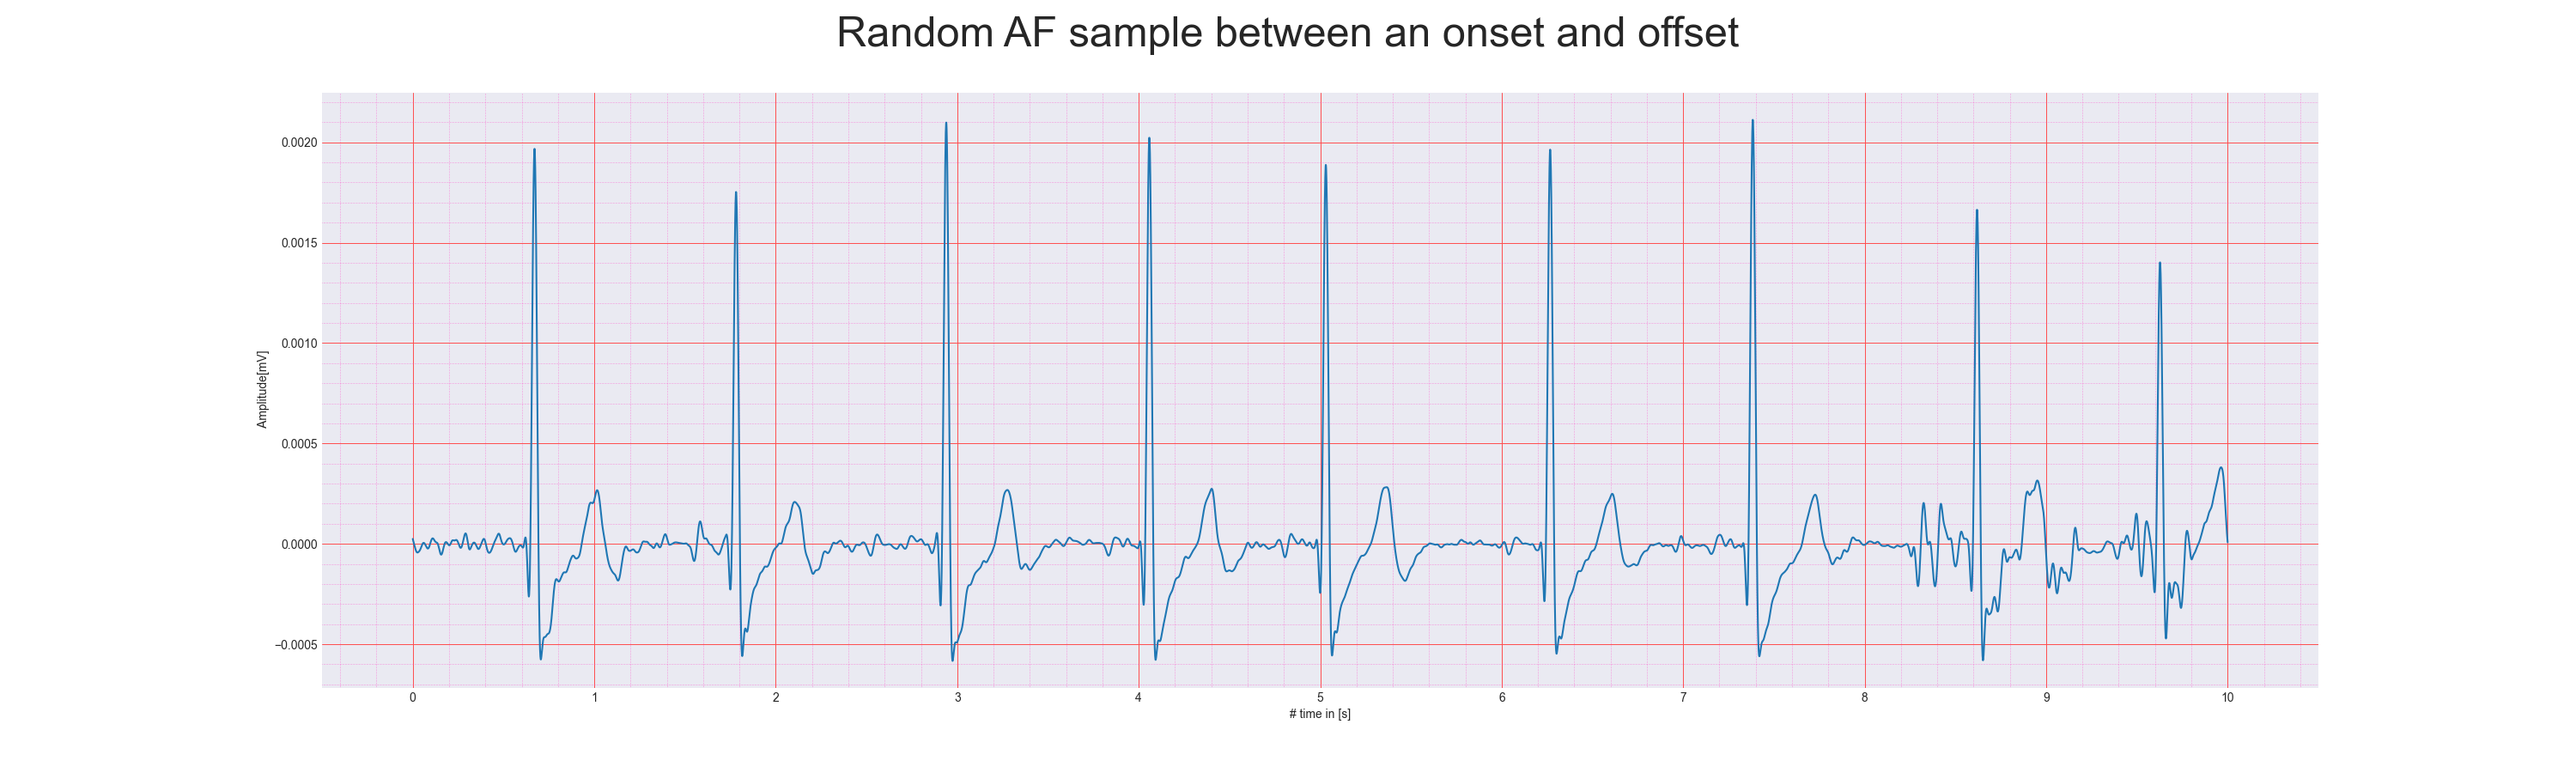 Random AF sample between an onset and offset
0.0020
0.0015
0.0010
0.0005
0.0000
−0.0005
Amplitude[mV]
0 1 2 3 4 5 6 7 8 9 10
# time in [s]